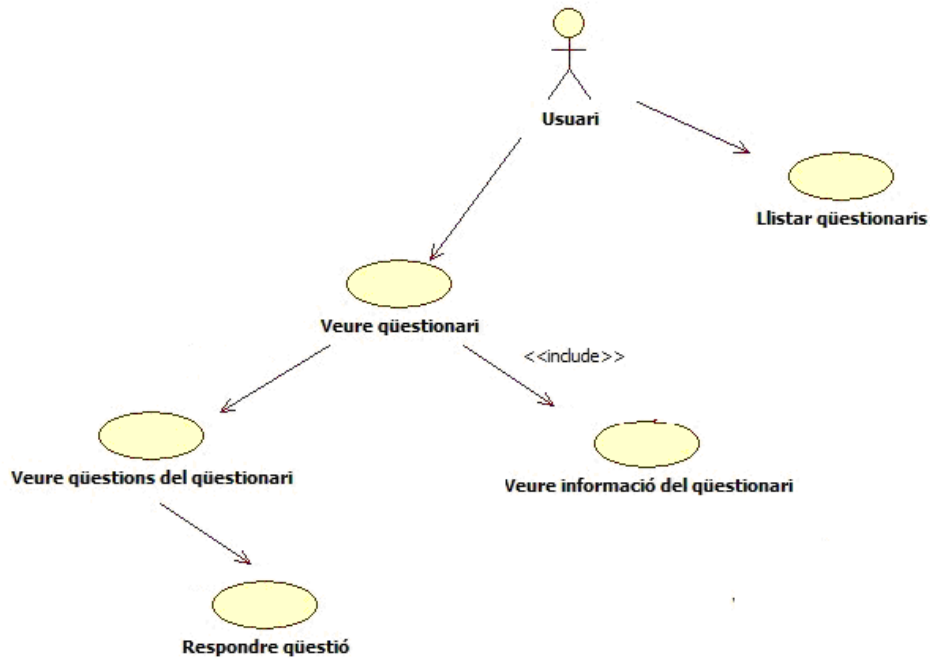 Usuari
Llistar qüestionaris
Veure qüestionari
<<include>>
Veure qüestions del qüestionari
Veure informació del qüestionari
Respondre qüestió